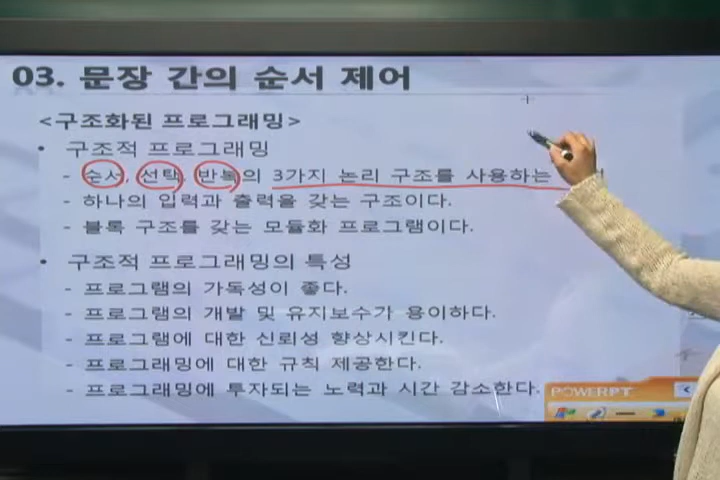 03. 문장 간의 순서 제어
<구조화된 프로그래밍>
• 구조적 프로그래밍
- 순서, 선택, 반복의 3가지 논리 구조를 사용하는
- 하나의 입력과 출력을 갖는 구조이다.
- 블록 구조를 갖는 모듈화 프로그램이다.
• 구조적 프로그래밍의 특성
- 프로그램의 가독성이 좋다.
- 프로그램의 개발 및 유지보수가 용이하다.
- 프로그램에 대한 신뢰성 향상시킨다.
- 프로그래밍에 대한 규칙 제공한다.
- 프로그래밍에 투자되는 노력과 시간 감소한다.
POWERPT